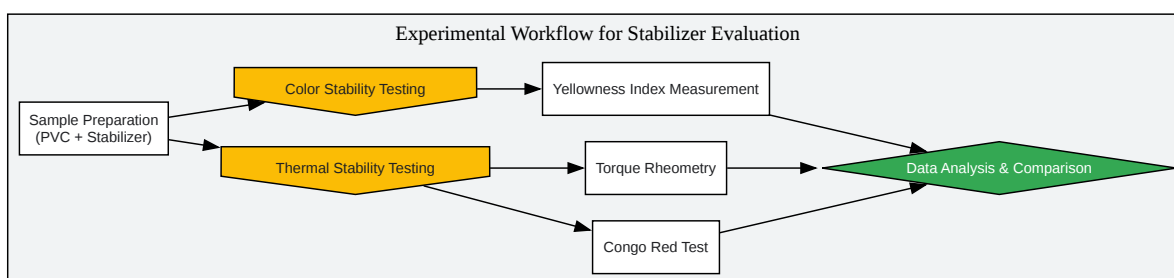 Experimental Workflow for Stabilizer Evaluation
Color Stability Testing
Yellowness Index Measurement
Sample Preparation
(PVC + Stabilizer)
Thermal Stability Testing
Torque Rheometry
Data Analysis & Comparison
Congo Red Test